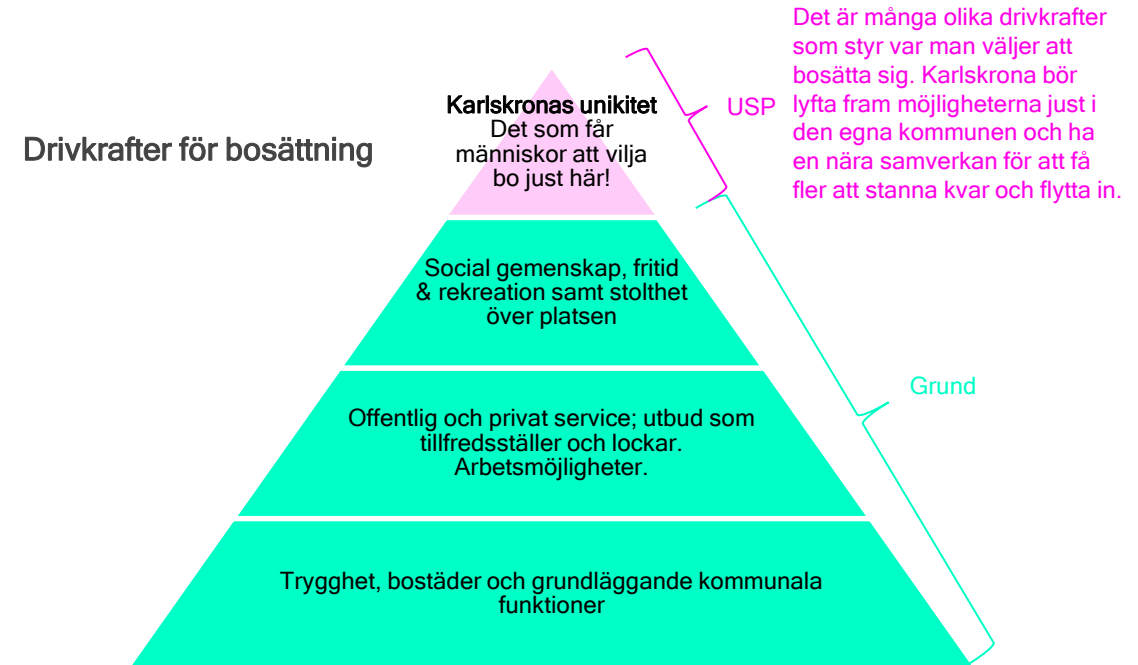 Drivkrafter för bosättning
Karlskronas unikitet
Det som får
människor att vilja
bo just här!
USP
Det är många olika drivkrafter
som styr var man väljer att
bosätta sig. Karlskrona bör
lyfta fram möjligheterna just i
den egna kommunen och ha
en nära samverkan för att få
fler att stanna kvar och flytta in.
Social gemenskap, fritid
& rekreation samt stolthet
över platsen
Grund
Offentlig och privat service; utbud som
tillfredsställer och lockar.
Arbetsmöjligheter.
Trygghet, bostäder och grundläggande kommunala
funktioner